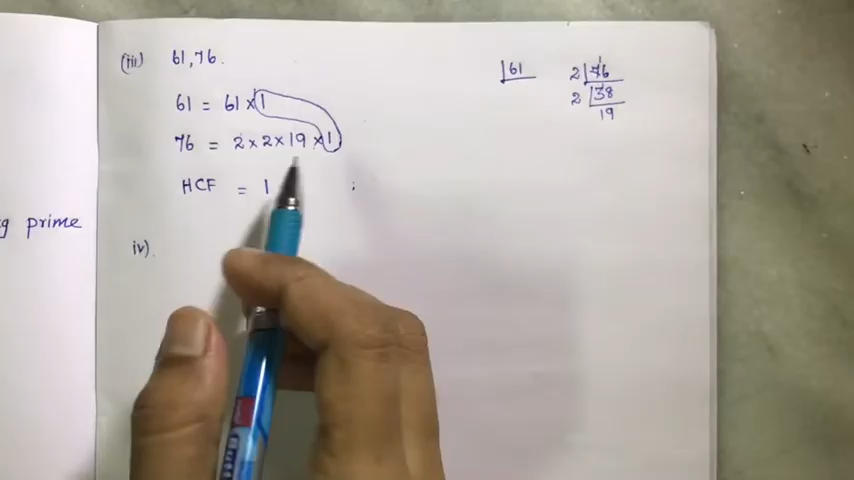 g prime
(iii) 61,76.
61 = 61 × 1
76 = 2 × 2 × 19 × 1
HCF = 1 ;
iv).
61
2 76
2 38
19